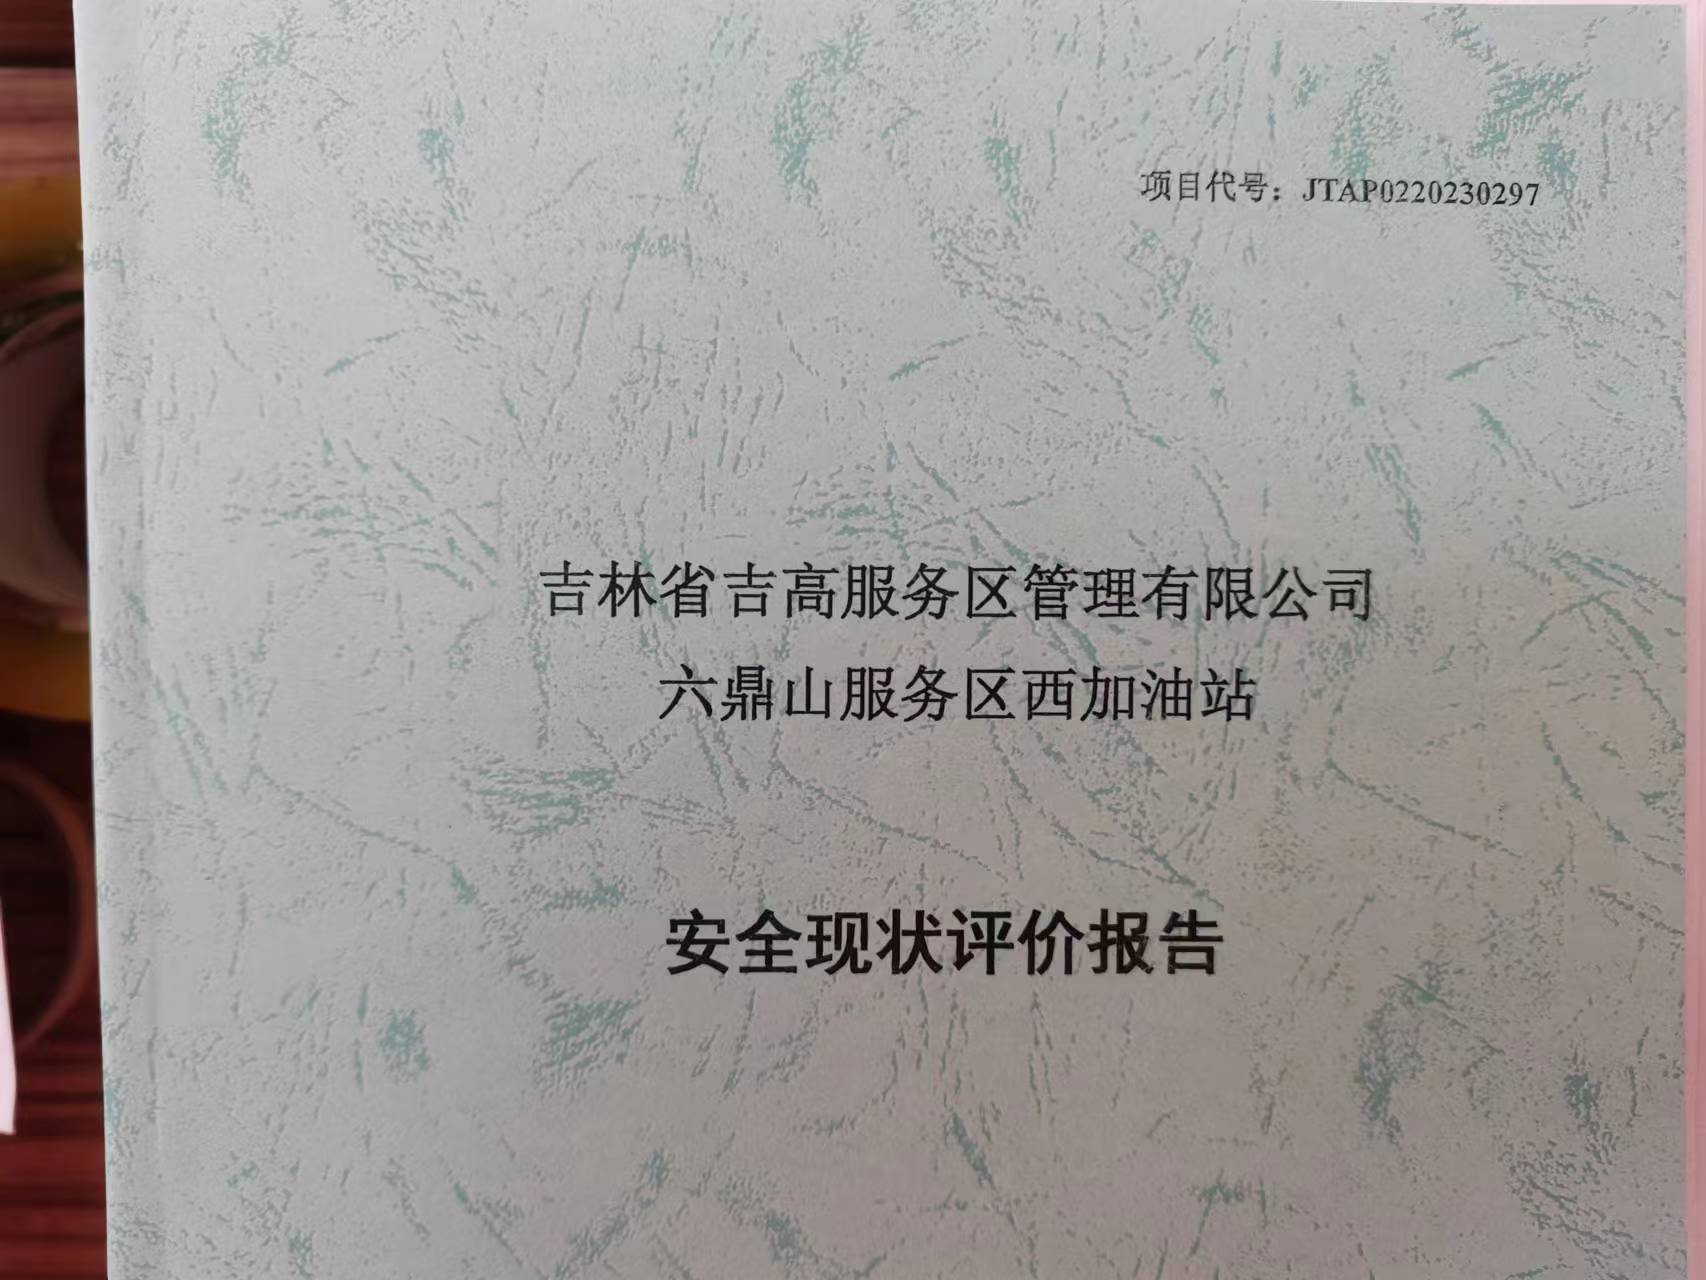 项目代号：JTAP0220230297
吉林省吉高服务区管理有限公司
六鼎山服务区西加油站
安全现状评价报告